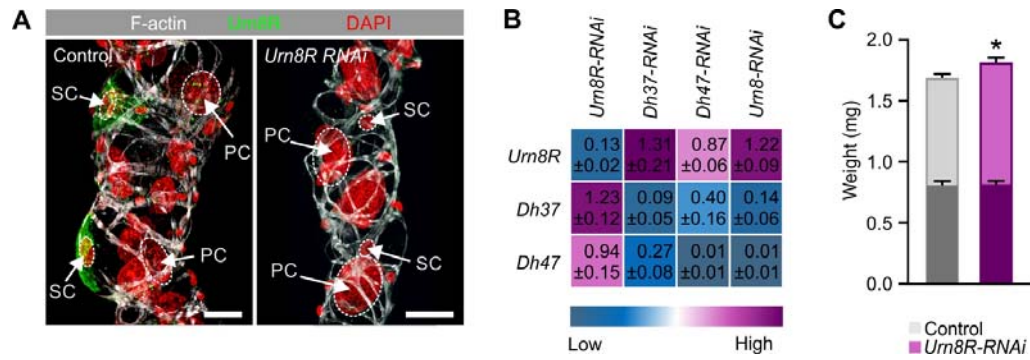 A
F-actin Urn8R DAPI
Control
SC
PC
SC
PC
Urn8R RNAi
SC
PC
SC
PC
B
Urn8R-RNAi Dh37-RNAi Dh47-RNAi Urn8-RNAi
Urn8R 0.13 ±0.02 1.31 ±0.21 0.87 ±0.06 1.22 ±0.09
Dh37 1.23 ±0.12 0.09 ±0.05 0.40 ±0.16 0.14 ±0.06
Dh47 0.94 ±0.15 0.27 ±0.08 0.01 ±0.01 0.01 ±0.01
Low High
C
Weight (mg)
2.0
*
1.5
1.0
0.5
0.0
Control
Urn8R-RNAi